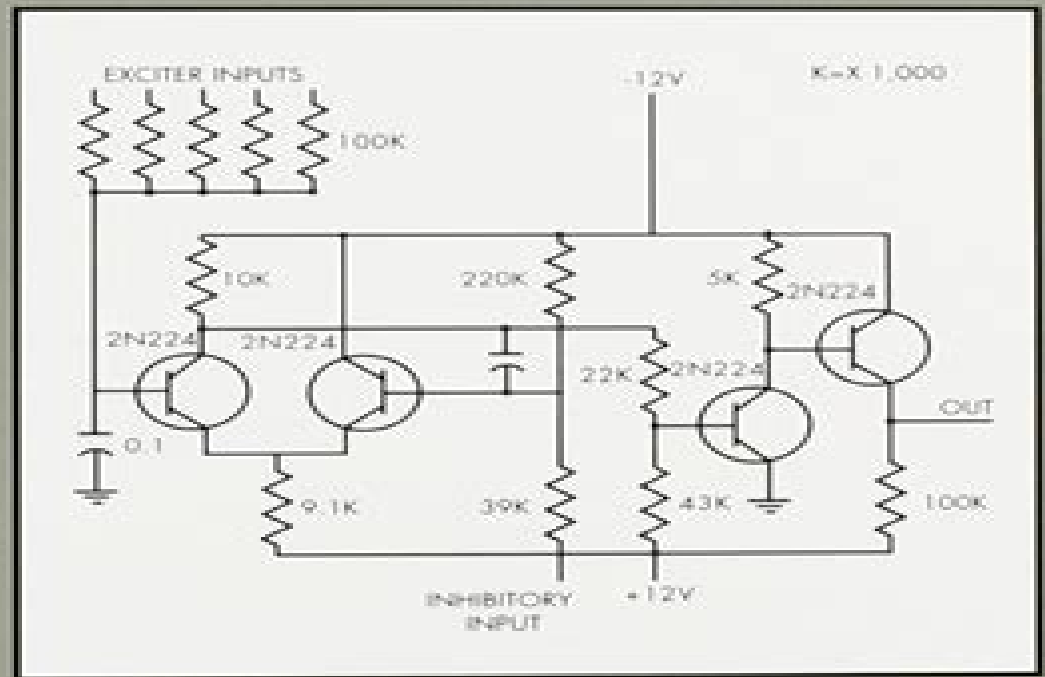 EXCITER INPUTS
-12V
K=X 1,000
100K
10K
220K
5K
2N224
2N224
2N224
22K
2N224
OUT
0.1
9.1K
39K
43K
100K
INHIBITORY
INPUT
+12V